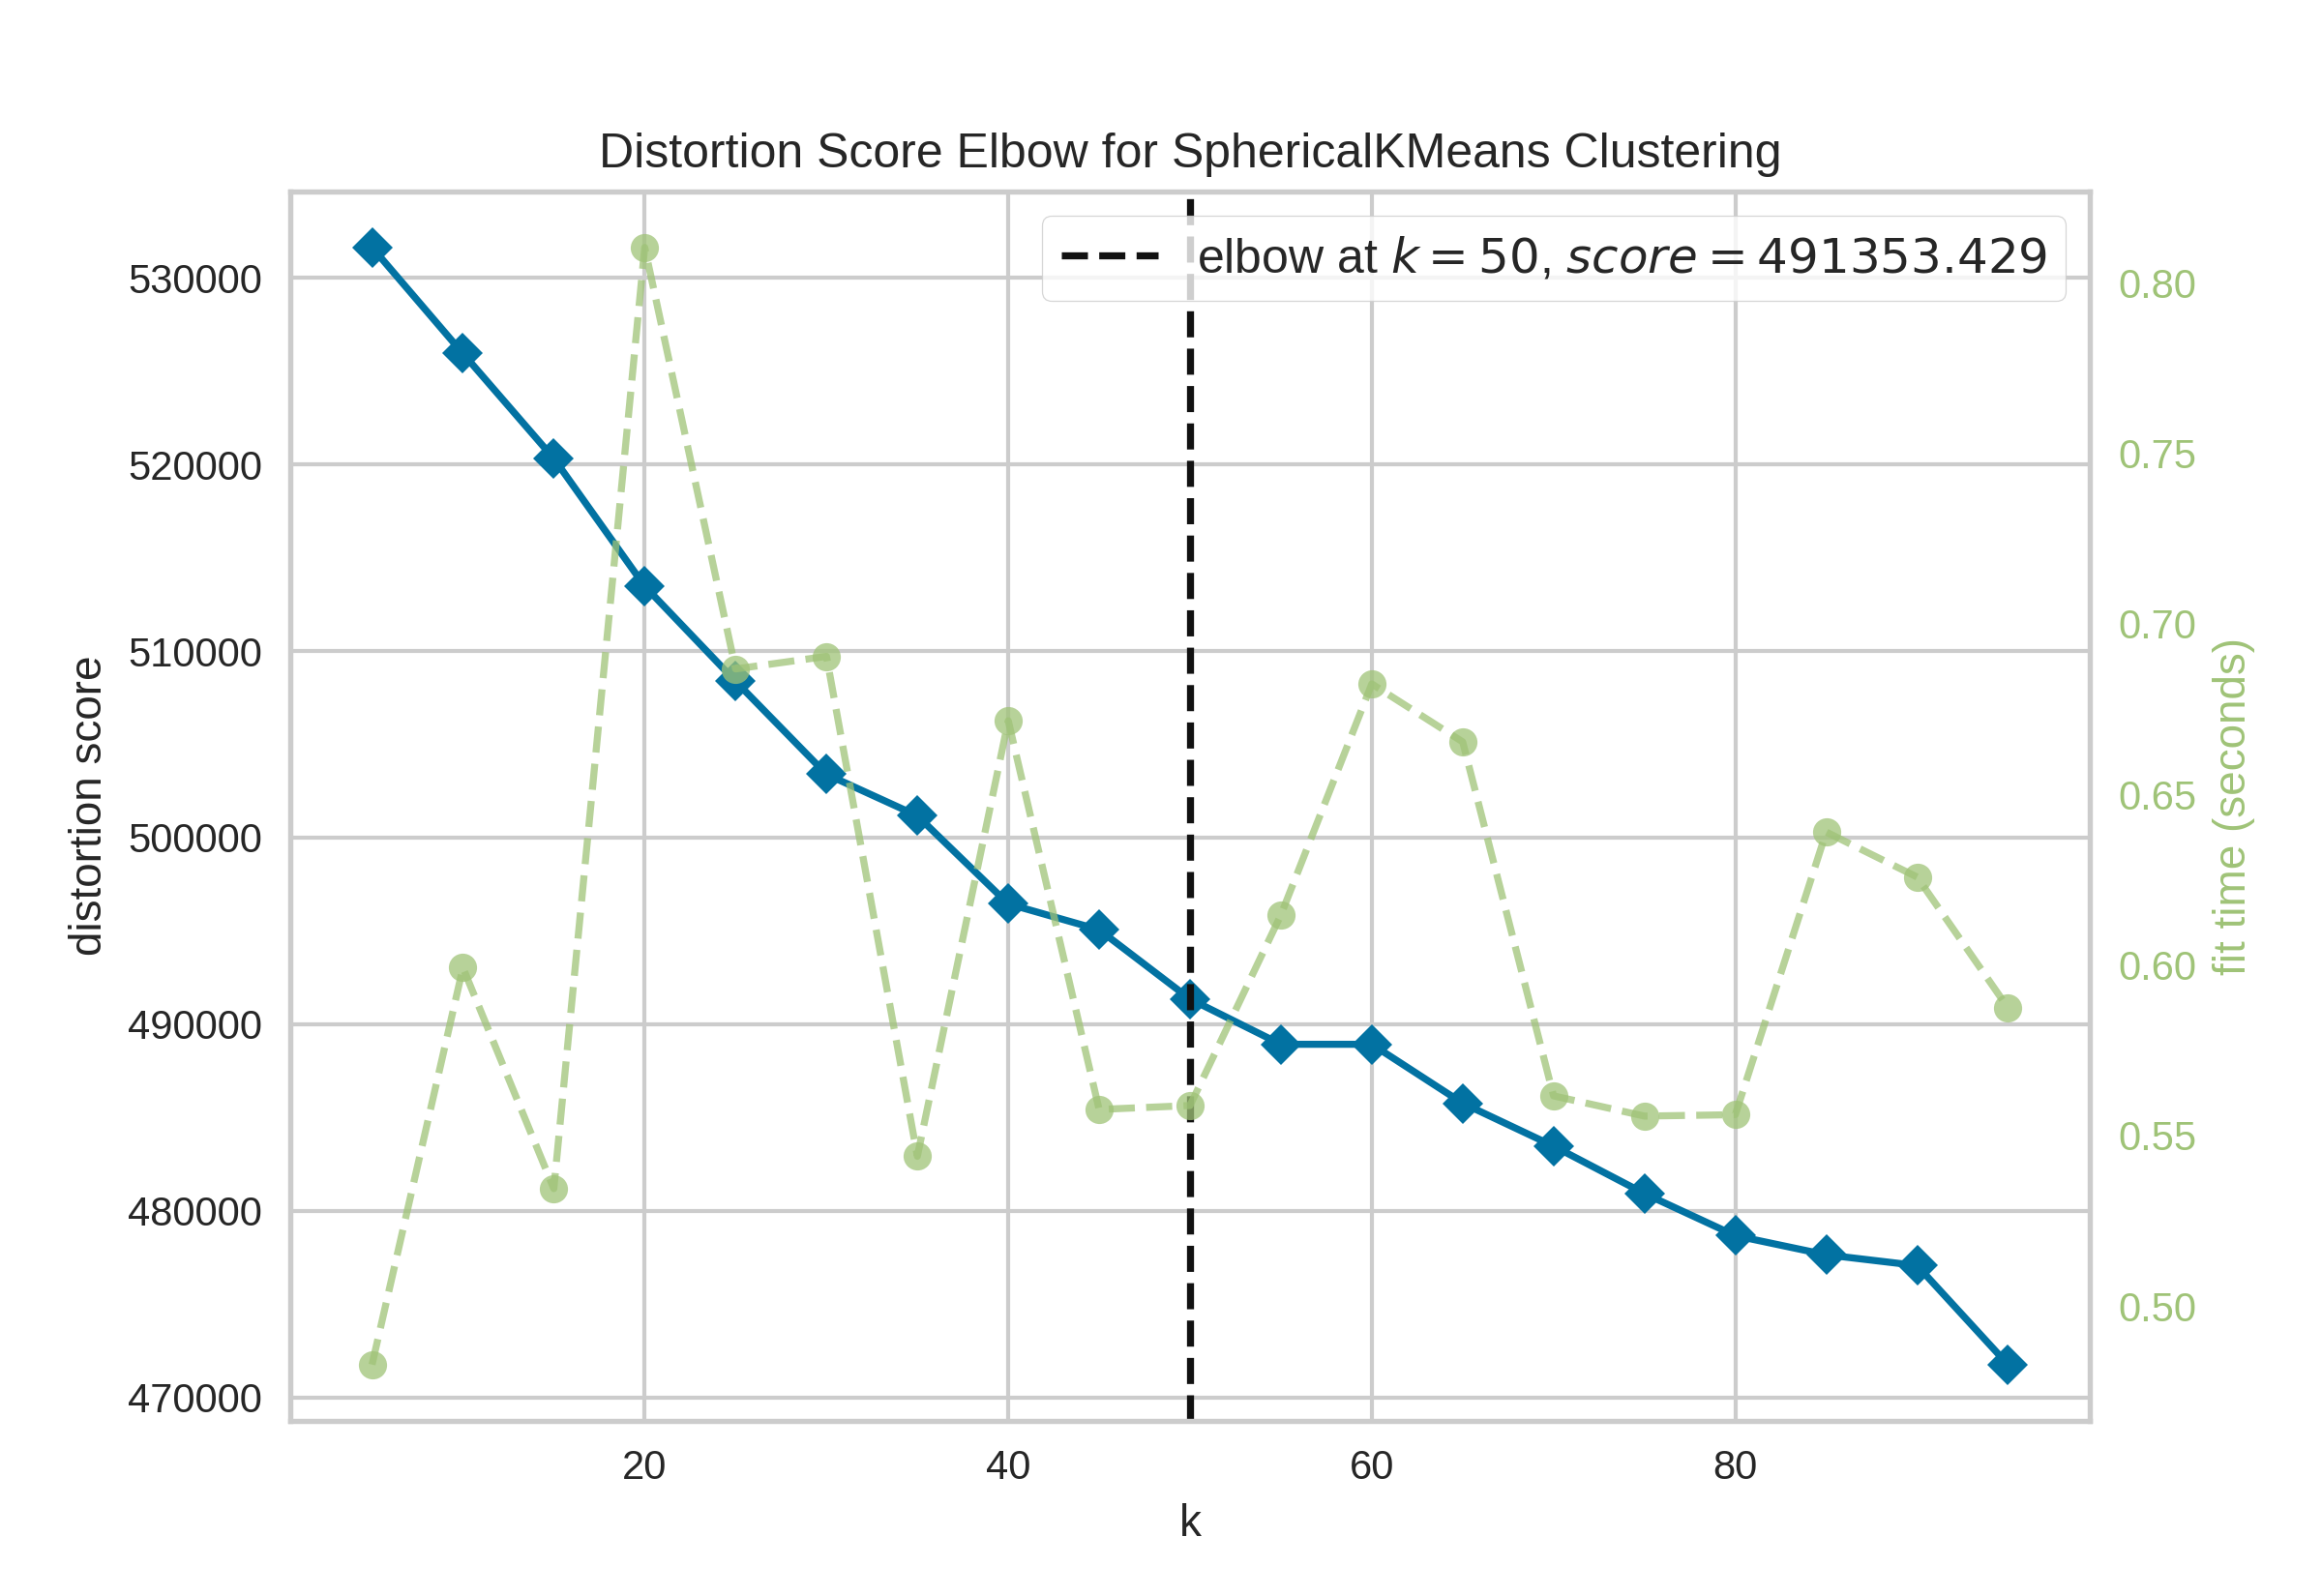 Distortion Score Elbow for SphericalKMeans Clustering
elbow at k = 50, score = 491353.429
distortion score
530000
520000
510000
500000
490000
480000
470000
0.80
0.75
0.70
0.65
0.60
0.55
0.50
fit time (seconds)
20 40 60 80
k